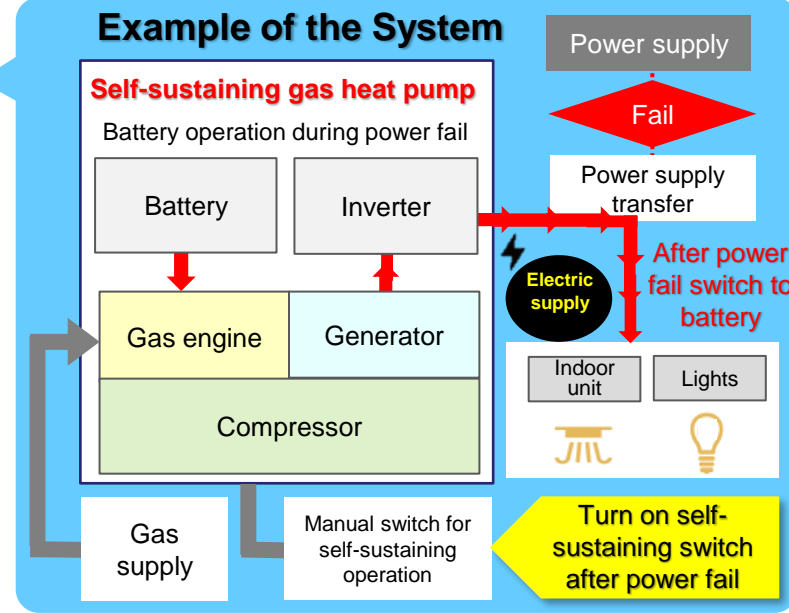 Example of the System
Power supply
Self-sustaining gas heat pump
Fail
Battery operation during power fail
Power supply
transfer
Battery
Inverter
After power
fail switch to
battery
Electric
supply
Gas engine
Generator
Indoor
unit
Lights
Compressor
Gas
supply
Manual switch for
self-sustaining
operation
Turn on self-
sustaining switch
after power fail